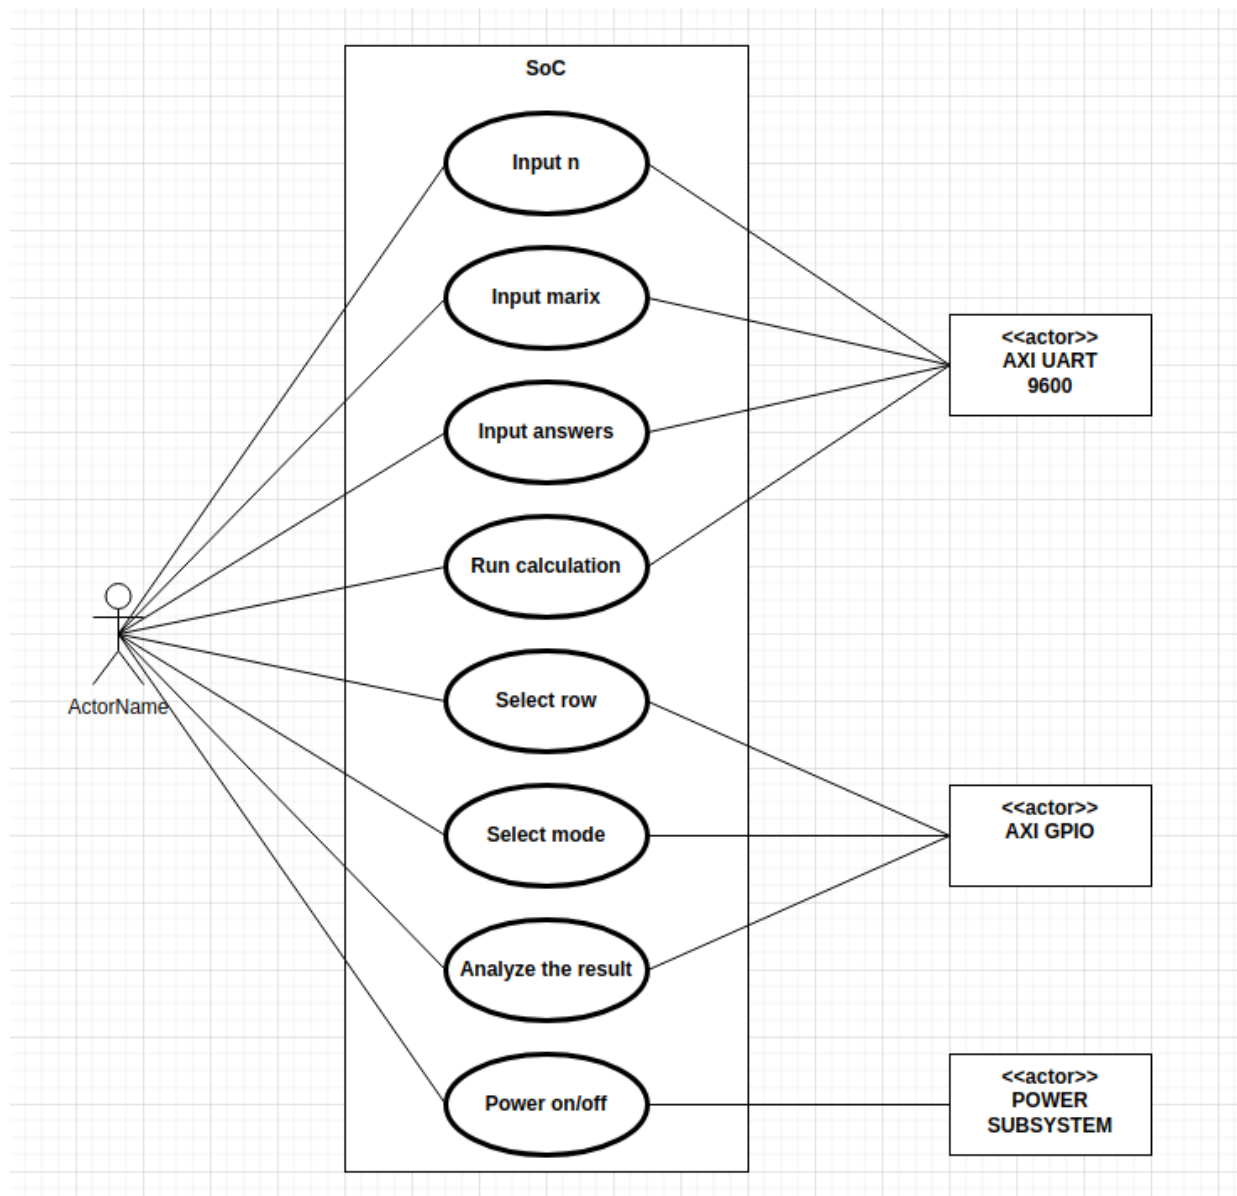 SoC
Input n
Input marix
Input answers
Run calculation
Select row
Select mode
Analyze the result
Power on/off
ActorName
<<actor>>
AXI UART
9600
<<actor>>
AXI GPIO
<<actor>>
POWER
SUBSYSTEM